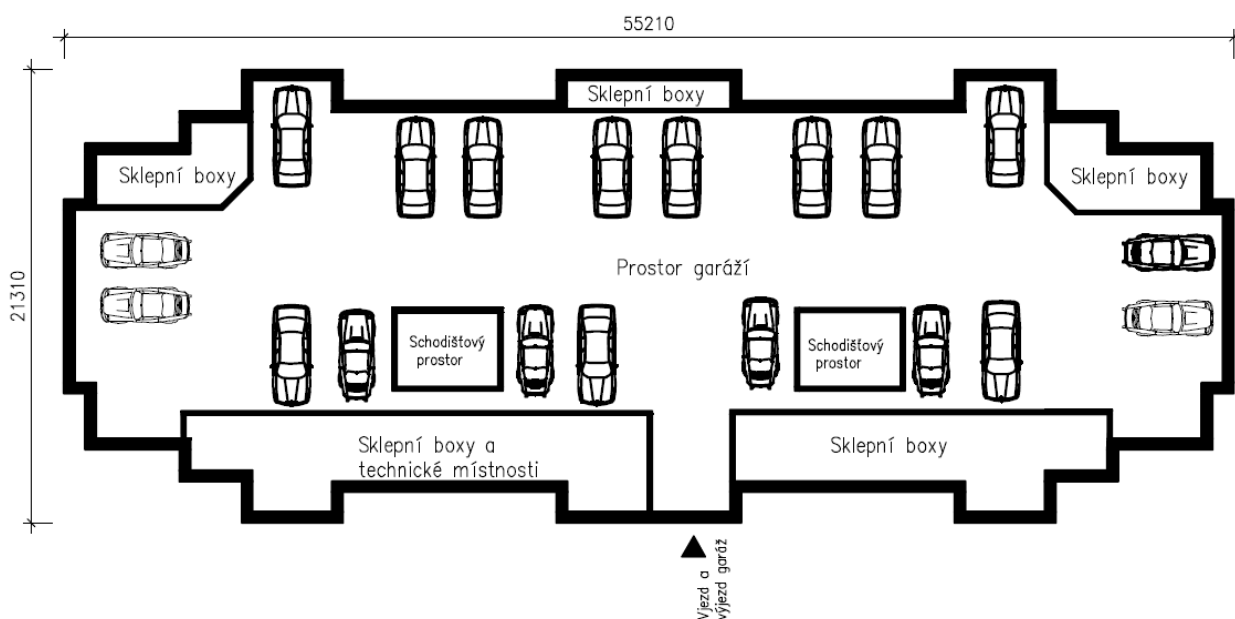 55210
Sklepní boxy
Sklepní boxy
Sklepní boxy
Prostor garáží
21310
Schodišťový
prostor
Schodišťový
prostor
Sklepní boxy a
technické místnosti
Sklepní boxy
Vjezd a
výjezd garáž